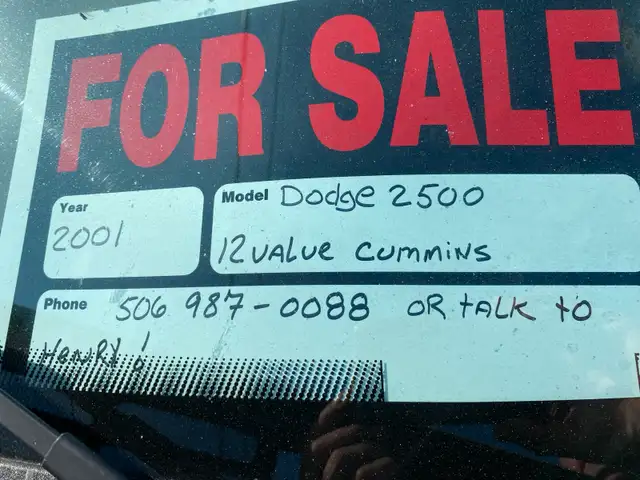 FOR SALE
Year
2001
Model Dodge 2500
12 VALVE CUMMINS
Phone 506 987-0088 OR TALK TO
HENRY!